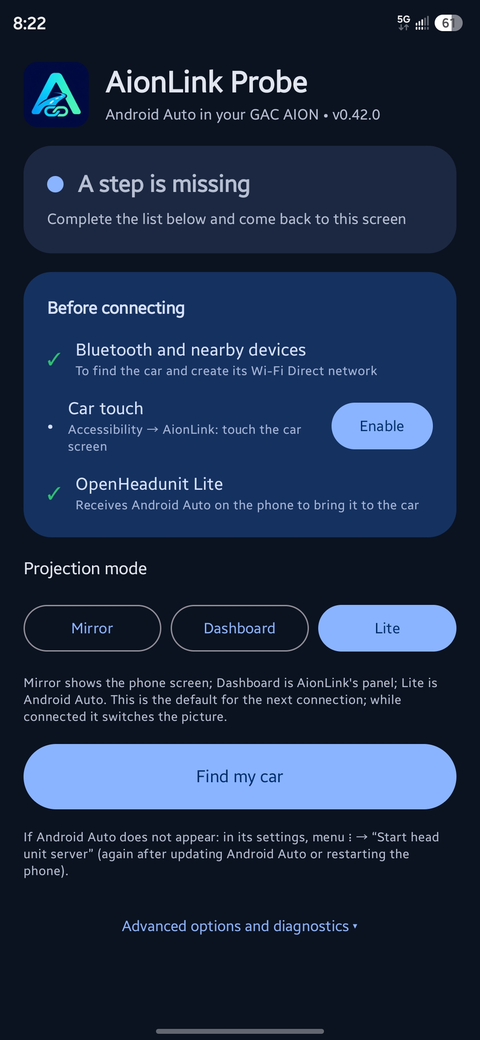 8:22
5G
61
AionLink Probe
Android Auto in your GAC AION • v0.42.0
A step is missing
Complete the list below and come back to this screen
Before connecting
✓ Bluetooth and nearby devices
To find the car and create its Wi-Fi Direct network
• Car touch
Accessibility → AionLink: touch the car
screen
Enable
✓ OpenHeadunit Lite
Receives Android Auto on the phone to bring it to the car
Projection mode
Mirror
Dashboard
Lite
Mirror shows the phone screen; Dashboard is AionLink's panel; Lite is
Android Auto. This is the default for the next connection; while
connected it switches the picture.
Find my car
If Android Auto does not appear: in its settings, menu ⋮ → “Start head
unit server” (again after updating Android Auto or restarting the
phone).
Advanced options and diagnostics ▾